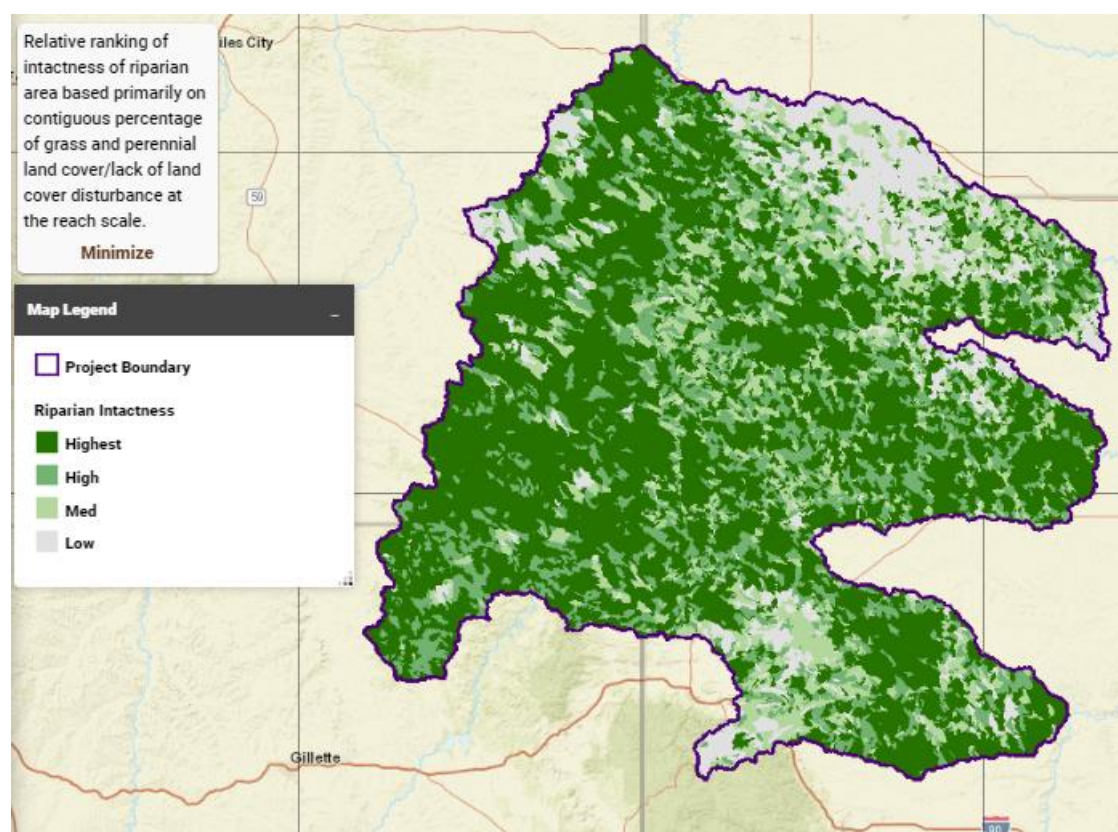 Relative ranking of
intactness of riparian
area based primarily on
contiguous percentage
of grass and perennial
land cover/lack of land
cover disturbance at
the reach scale.
Minimize
iles City
59
Map Legend
Project Boundary
Riparian Intactness
Highest
High
Med
Low
Gillette
90